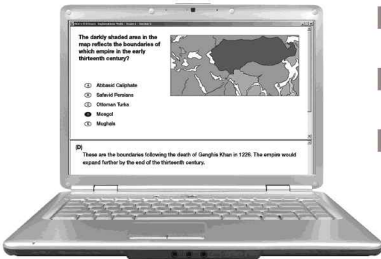 The darkly shaded area in the
map reflects the boundaries of
which empire in the early
thirteenth century?
A Abbasid Caliphate
B Safavid Persians
C Ottoman Turks
Mongol
E Mughals
(D)
These are the boundaries following the death of Genghis Khan in 1226. The empire would
expand further by the end of the thirteenth century.